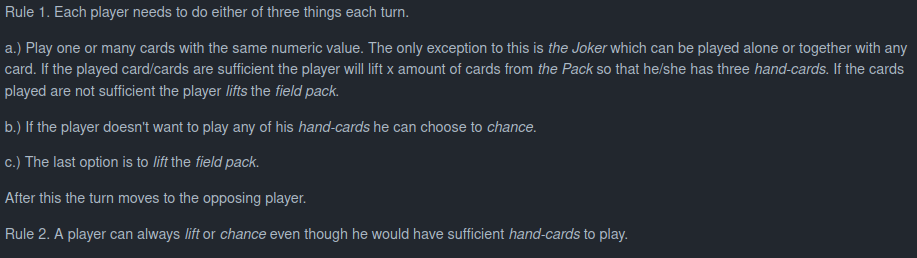 Rule 1. Each player needs to do either of three things each turn.
a.) Play one or many cards with the same numeric value. The only exception to this is the Joker which can be played alone or together with any
card. If the played card/cards are sufficient the player will lift x amount of cards from the Pack so that he/she has three hand-cards. If the cards
played are not sufficient the player lifts the field pack.
b.) If the player doesn't want to play any of his hand-cards he can choose to chance.
c.) The last option is to lift the field pack.
After this the turn moves to the opposing player.
Rule 2. A player can always lift or chance even though he would have sufficient hand-cards to play.